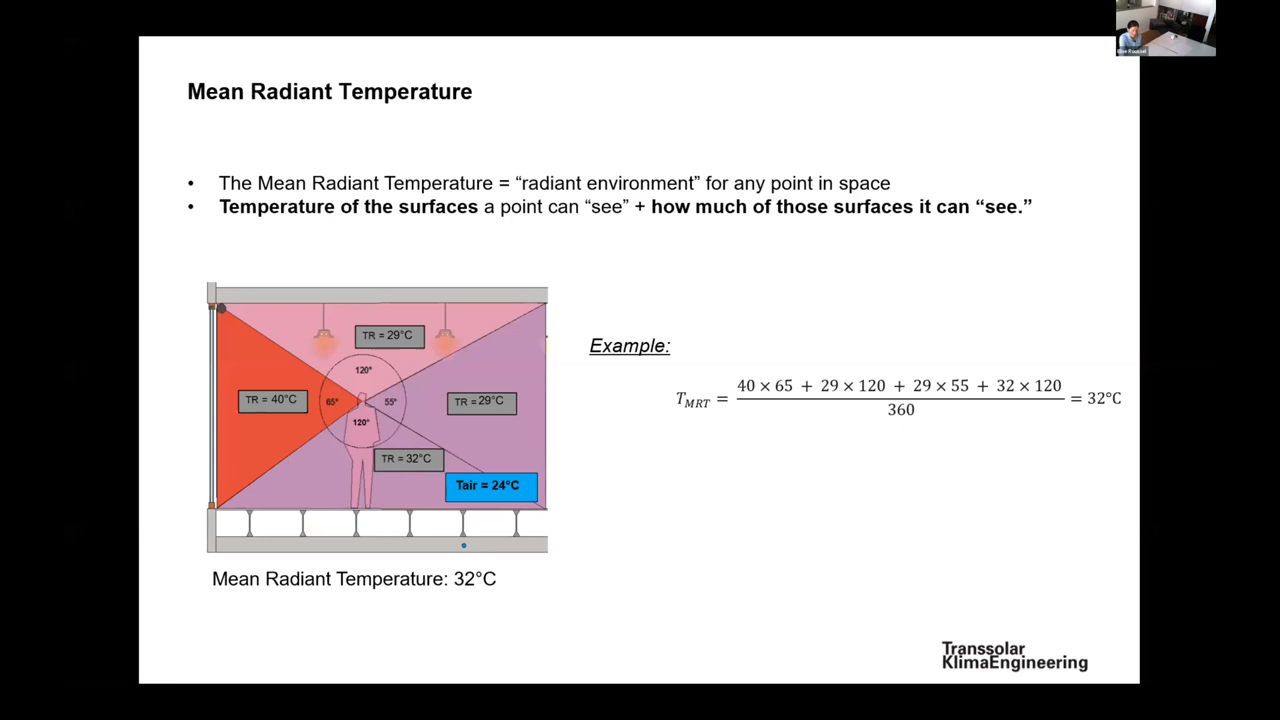 Mean Radiant Temperature
• The Mean Radiant Temperature = “radiant environment” for any point in space
• Temperature of the surfaces a point can “see” + how much of those surfaces it can “see.”
TR = 29°C
120°
TR = 40°C
65°
55°
TR = 29°C
120°
TR = 32°C
Tair = 24°C
Mean Radiant Temperature: 32°C
Example:
T_MRT = (40 × 65 + 29 × 120 + 29 × 55 + 32 × 120) / 360 = 32°C
Transsolar
KlimaEngineering